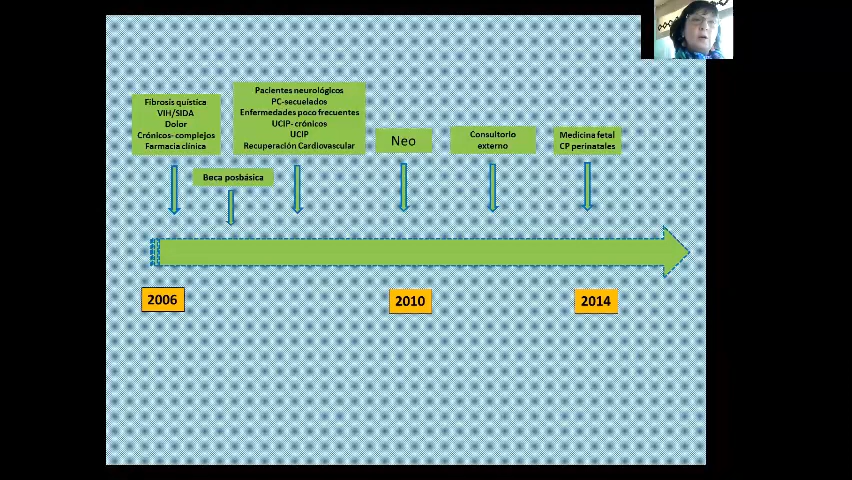 Fibrosis quística
VIH/SIDA
Dolor
Crónicos- complejos
Farmacia clínica
Beca posbásica
Pacientes neurológicos
PC-secuelados
Enfermedades poco frecuentes
UCIP- crónicos
UCIP
Recuperación Cardiovascular
Neo
Consultorio
externo
Medicina fetal
CP perinatales
2006
2010
2014